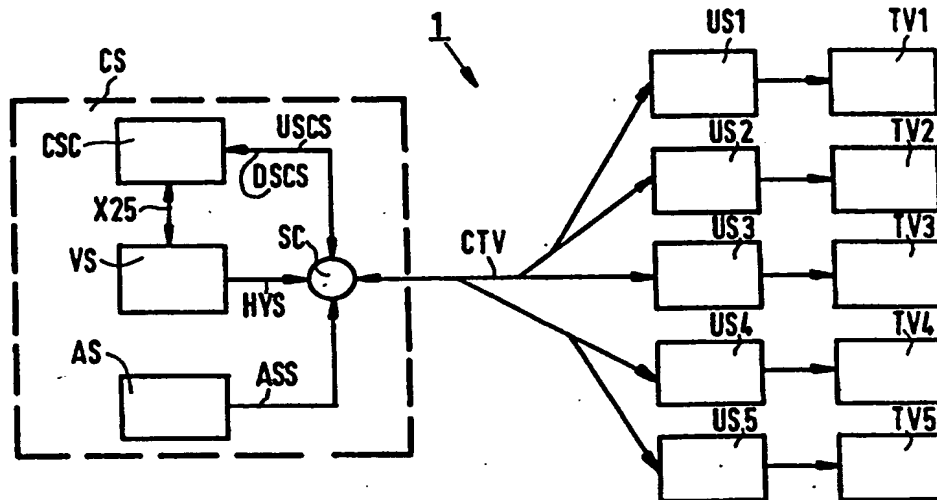 1
CS
CSC
USCS
DSCS
X25
VS
SC
HYS
AS
ASS
CTV
US1
TV1
US2
TV2
US3
TV3
US4
TV4
US5
TV5